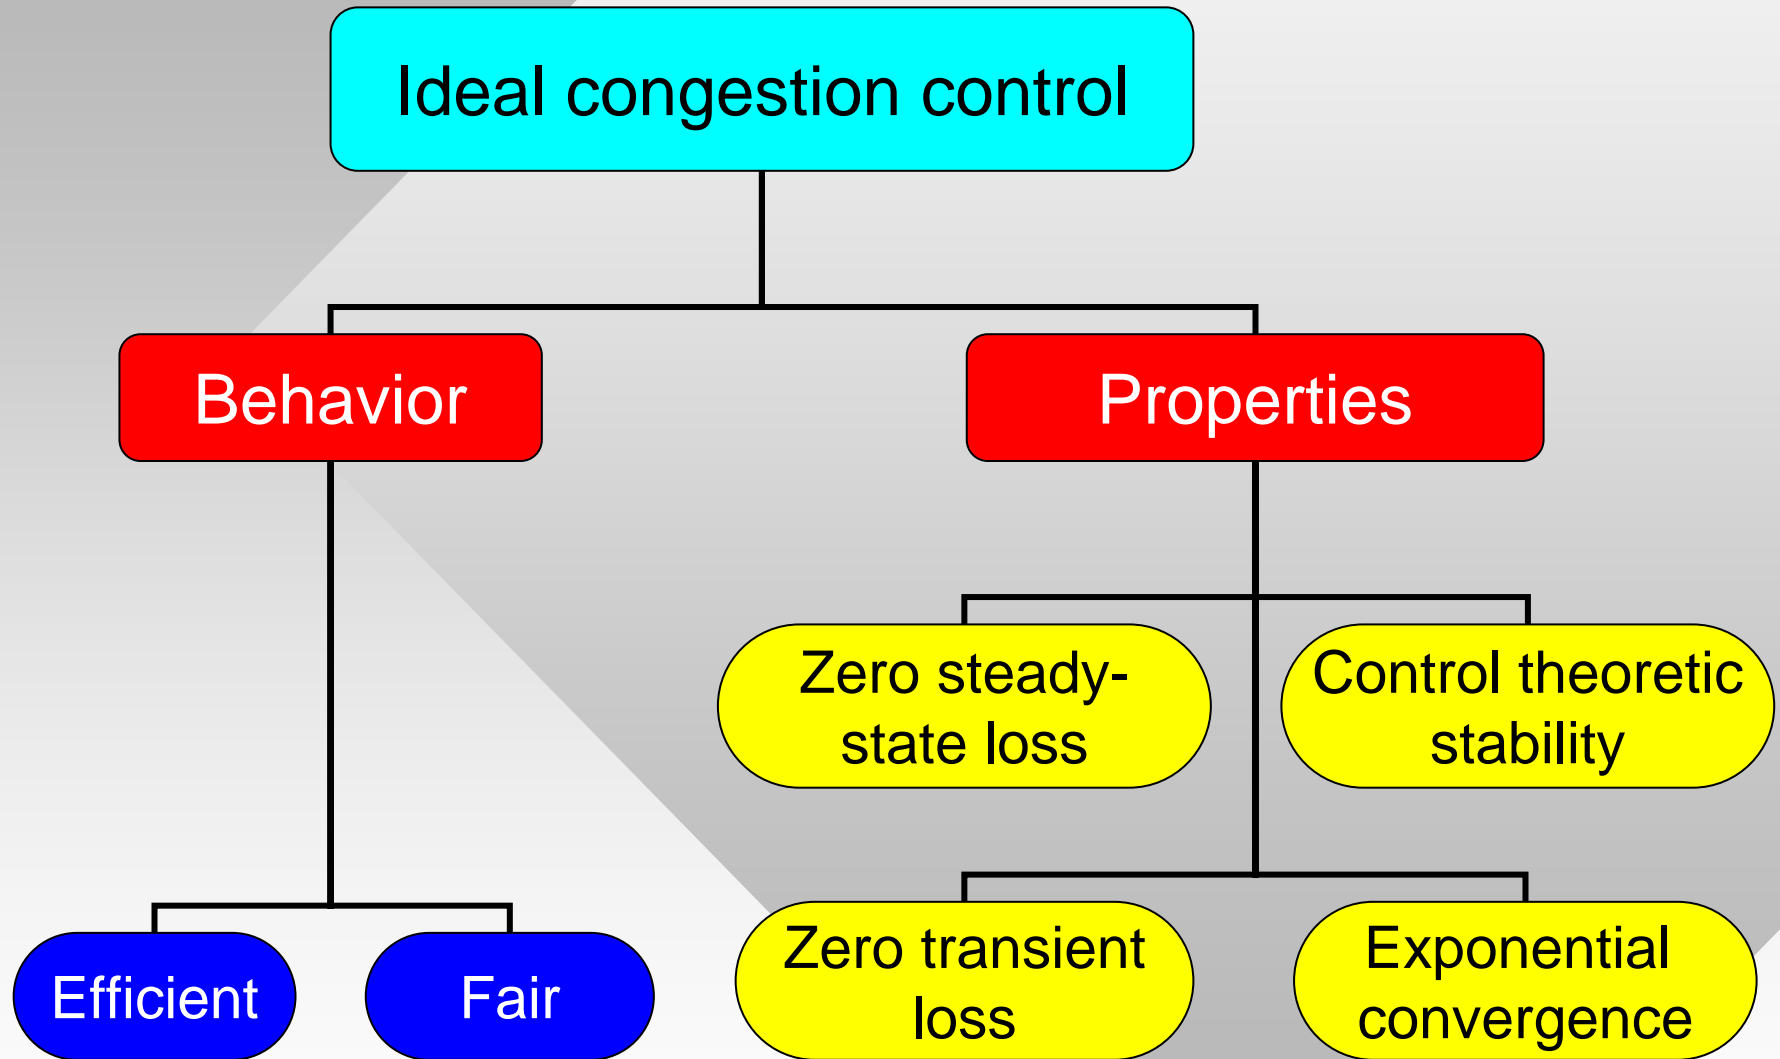 Ideal congestion control
Behavior
Properties
Zero steady-
state loss
Control theoretic
stability
Zero transient
loss
Exponential
convergence
Efficient
Fair